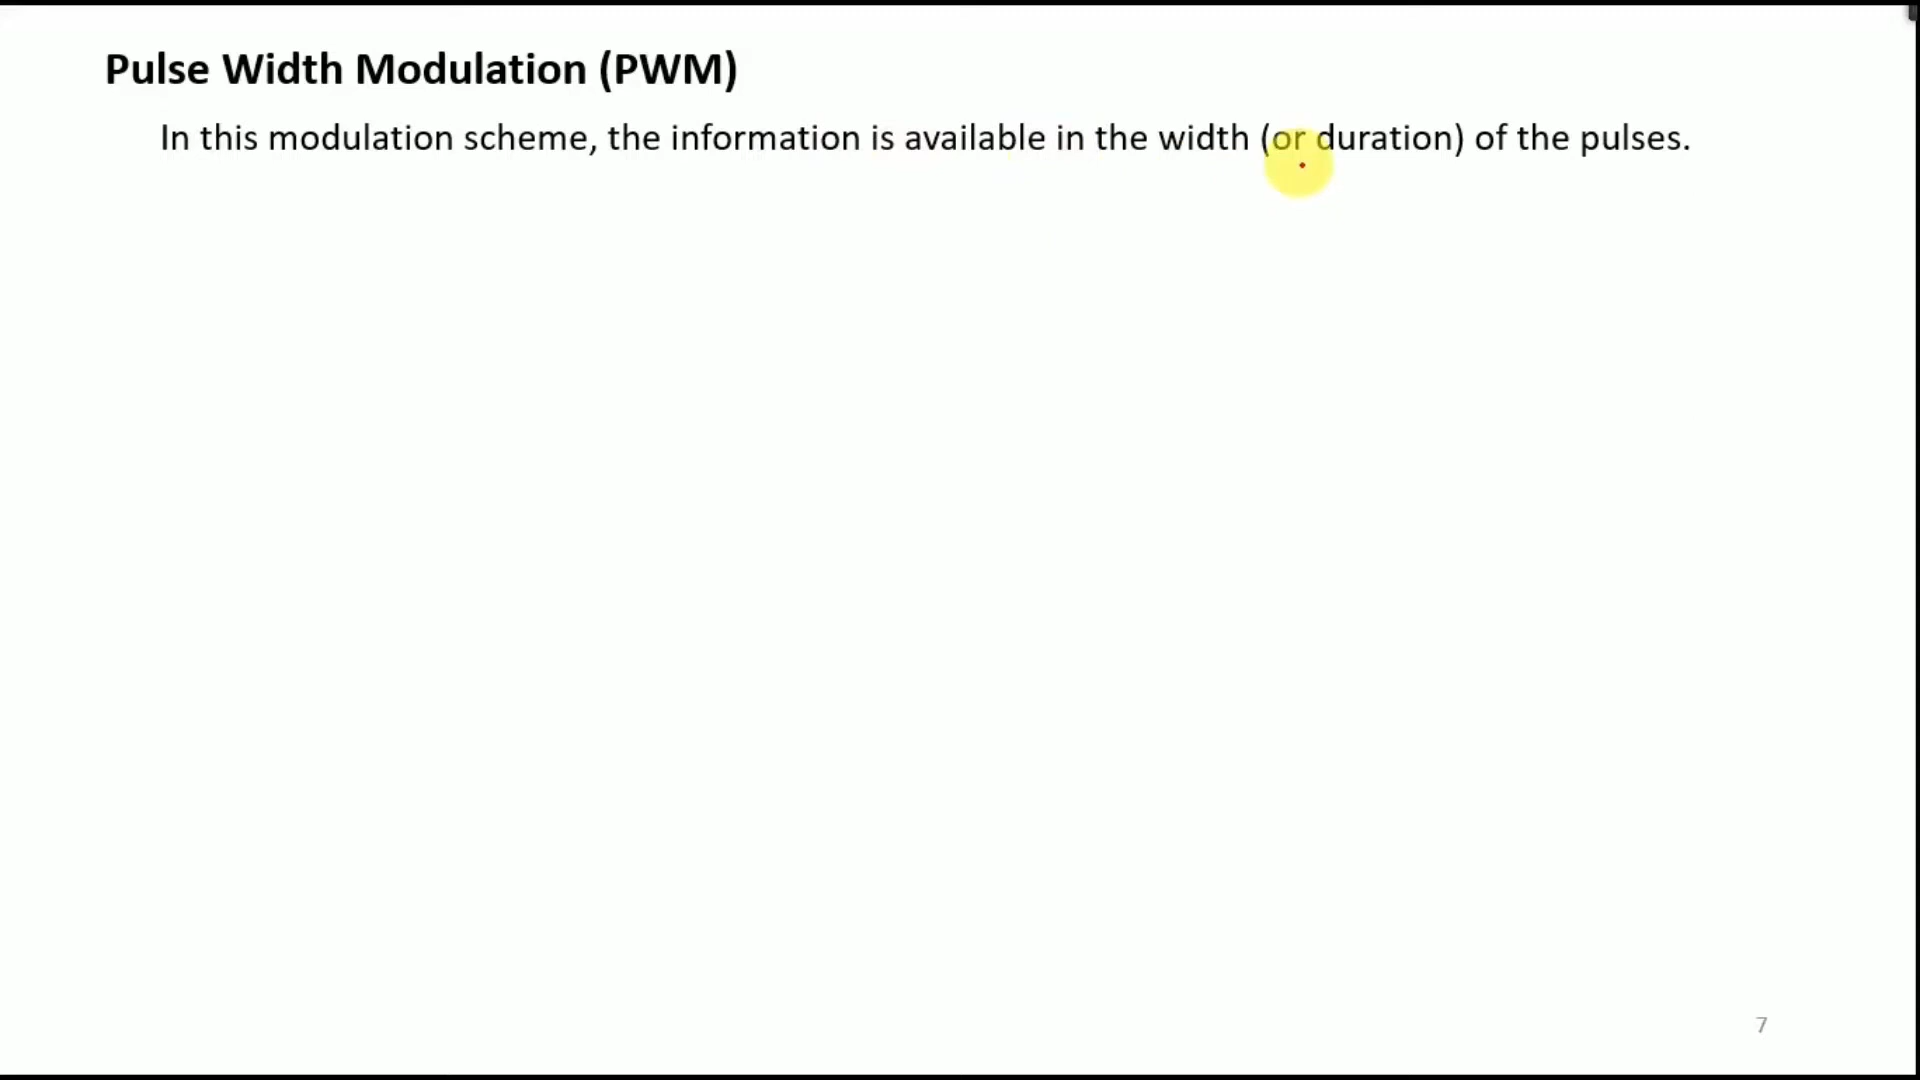 Pulse Width Modulation (PWM)
In this modulation scheme, the information is available in the width (or duration) of the pulses.
7